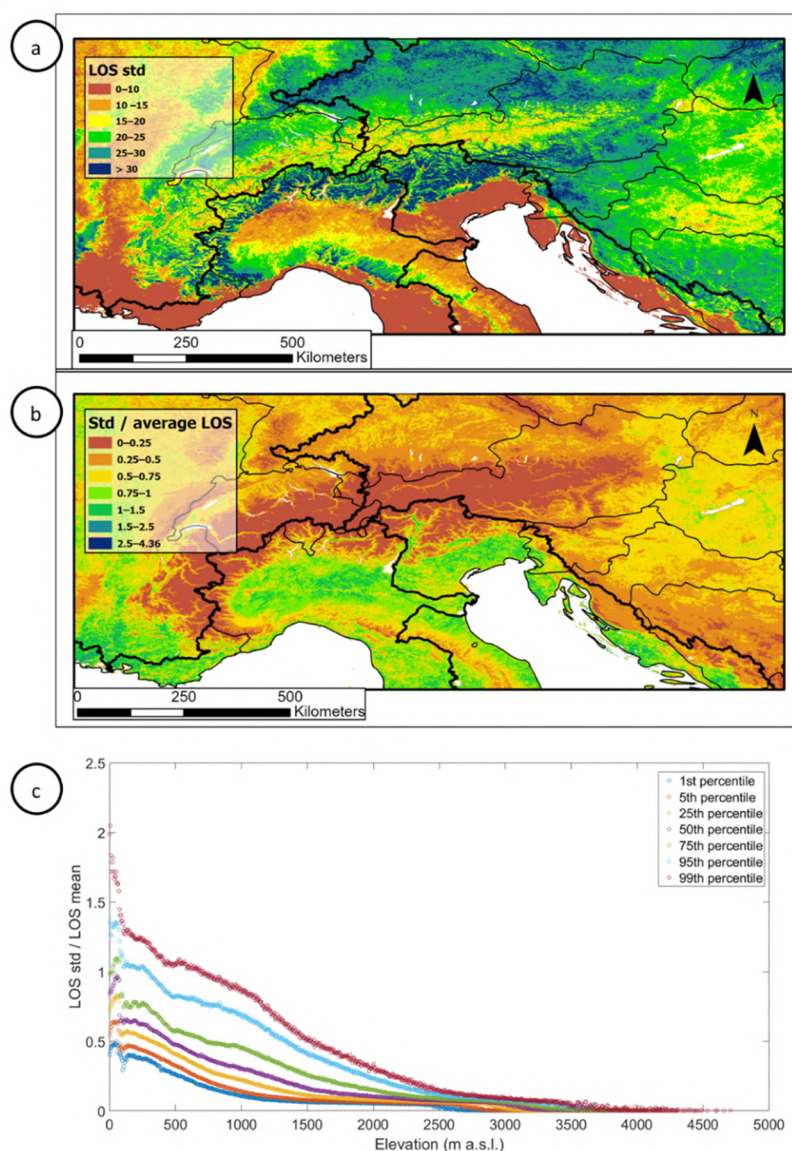 a
LOS std
0–10
10 –15
15–20
20–25
25–30
> 30
N
0 250 500
Kilometers
b
Std / average LOS
0–0.25
0.25–0.5
0.5–0.75
0.75–1
1–1.5
1.5–2.5
2.5–4.36
N
0 250 500
Kilometers
c
2.5
2
1.5
1
0.5
0
LOS std / LOS mean
1st percentile
5th percentile
25th percentile
50th percentile
75th percentile
95th percentile
99th percentile
0 500 1000 1500 2000 2500 3000 3500 4000 4500 5000
Elevation (m a.s.l.)